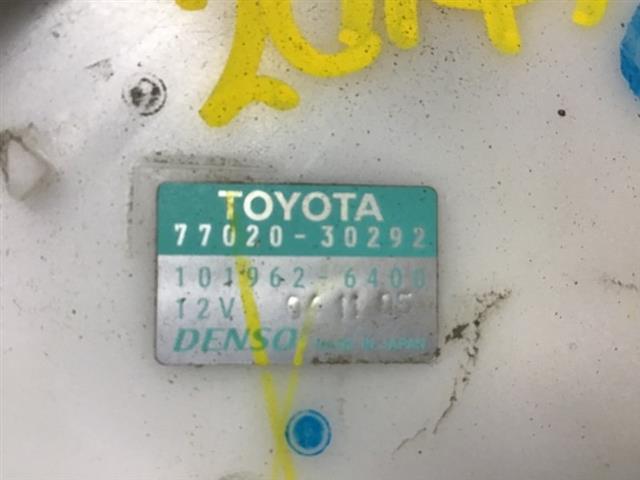 TOYOTA
77020-30292
101962-6400
12V
DENSO MADE IN JAPAN